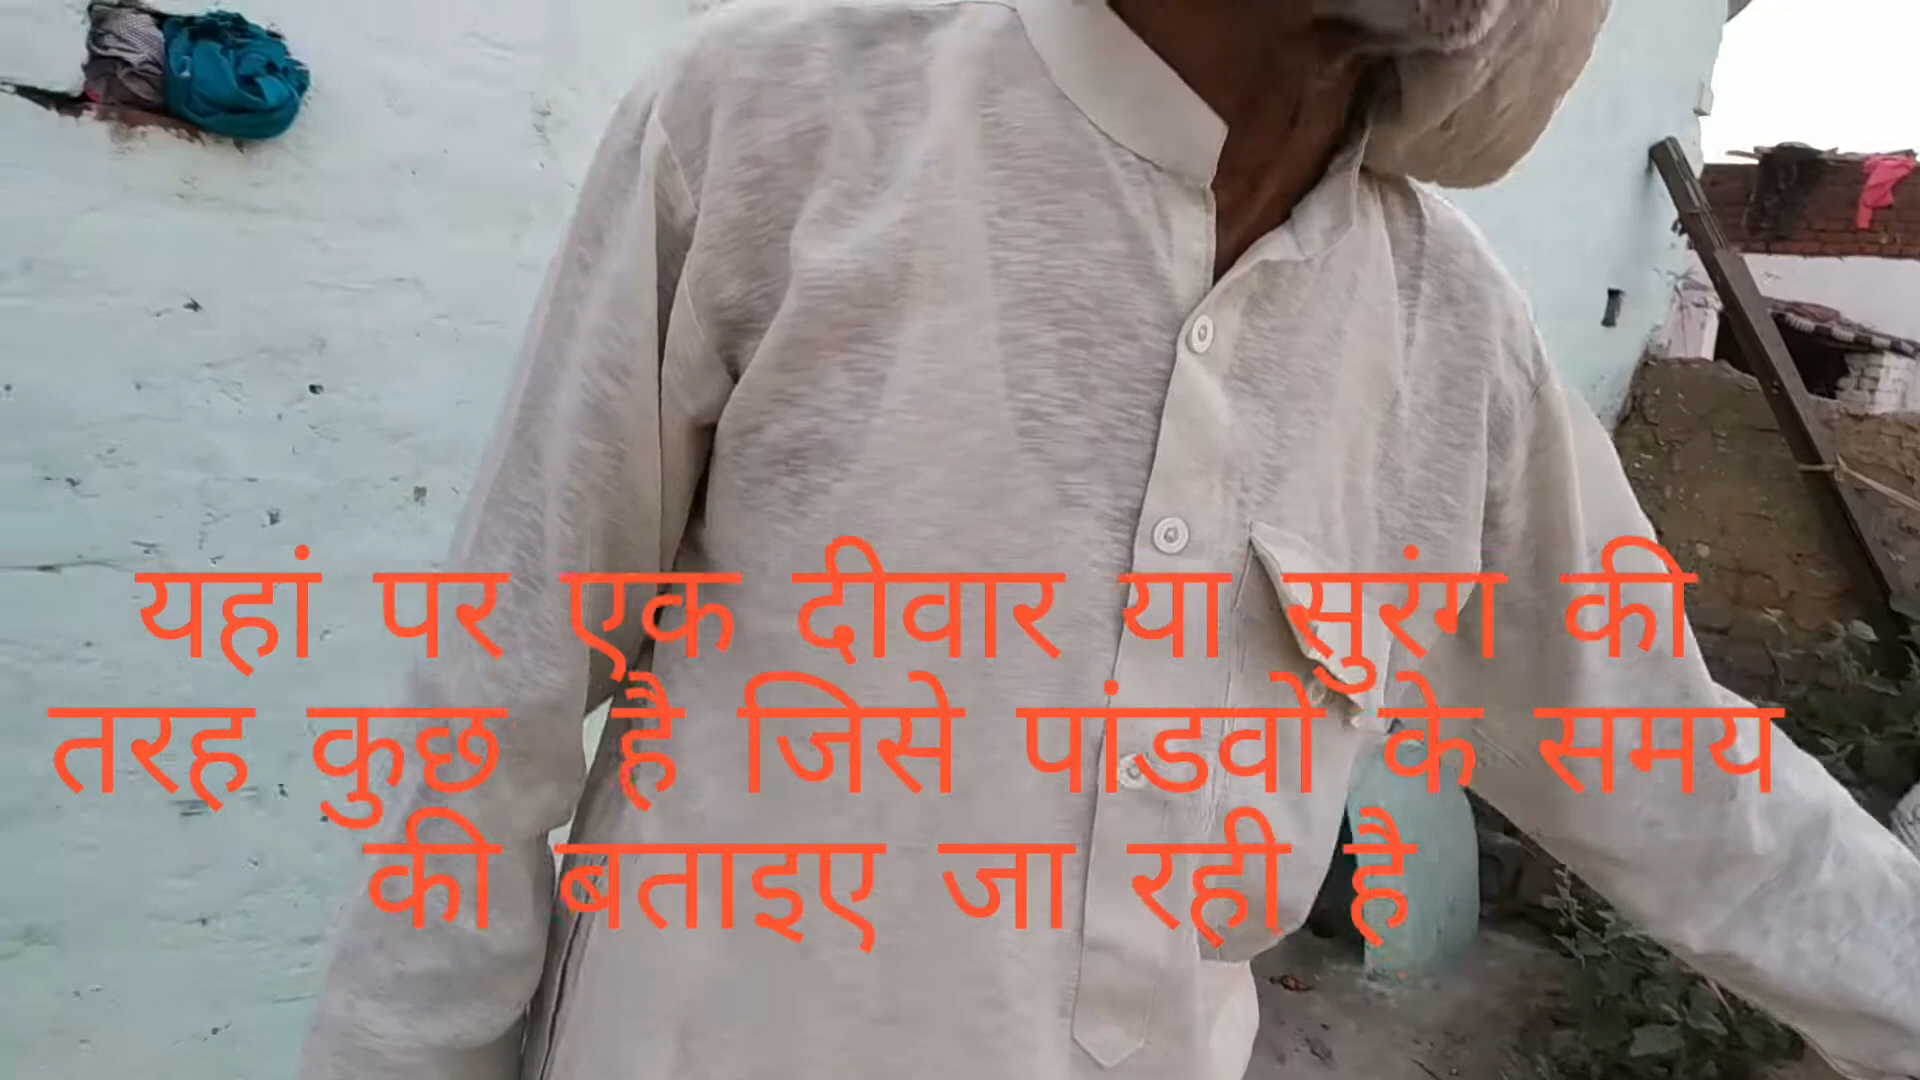 यहां पर एक दीवार या सुरंग की
तरह कुछ है जिसे पांडवों के समय
की बताइए जा रही है